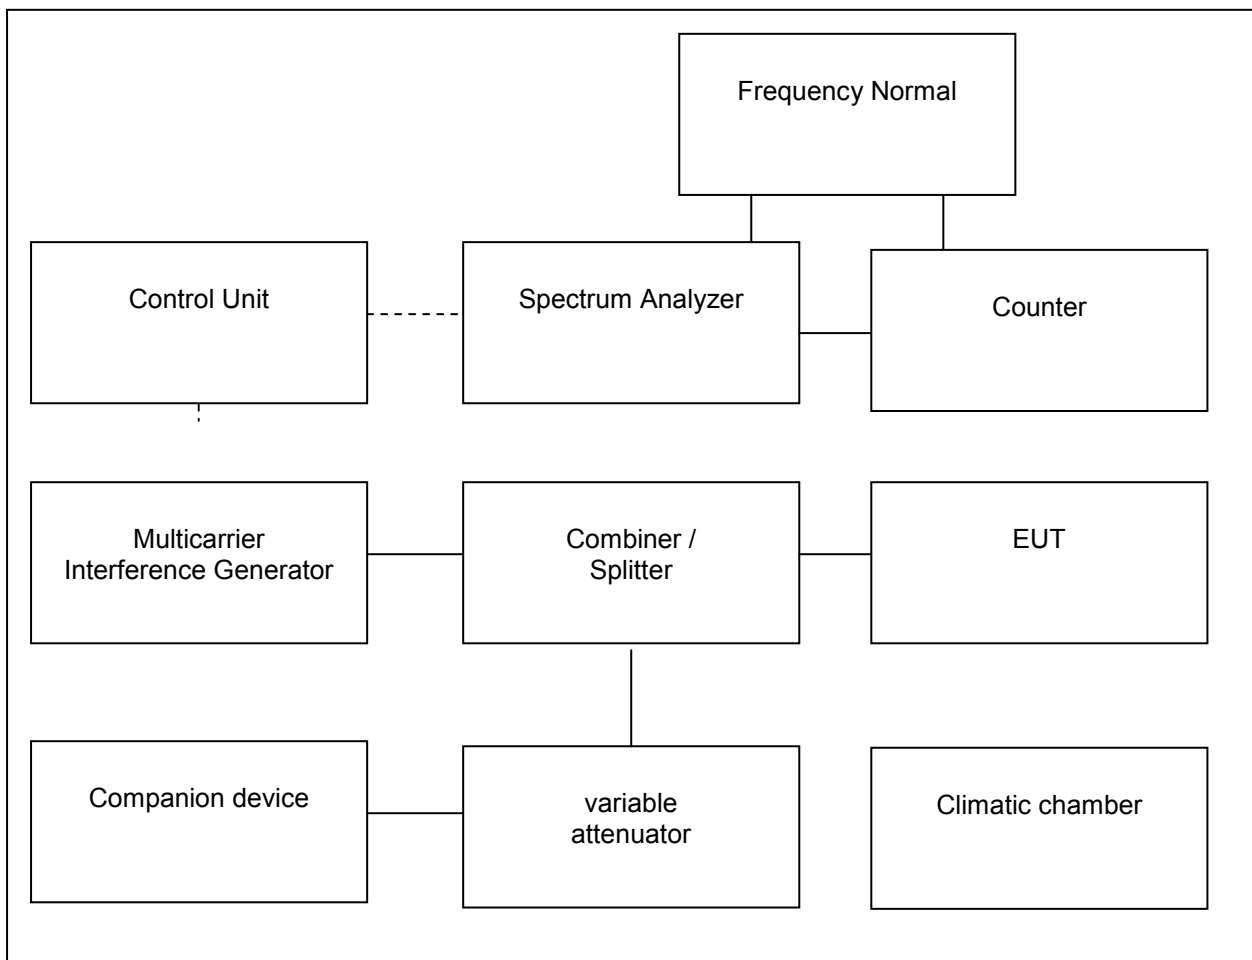 Frequency Normal
Control Unit
Spectrum Analyzer
Counter
Multicarrier
Interference Generator
Combiner /
Splitter
EUT
Companion device
variable
attenuator
Climatic chamber